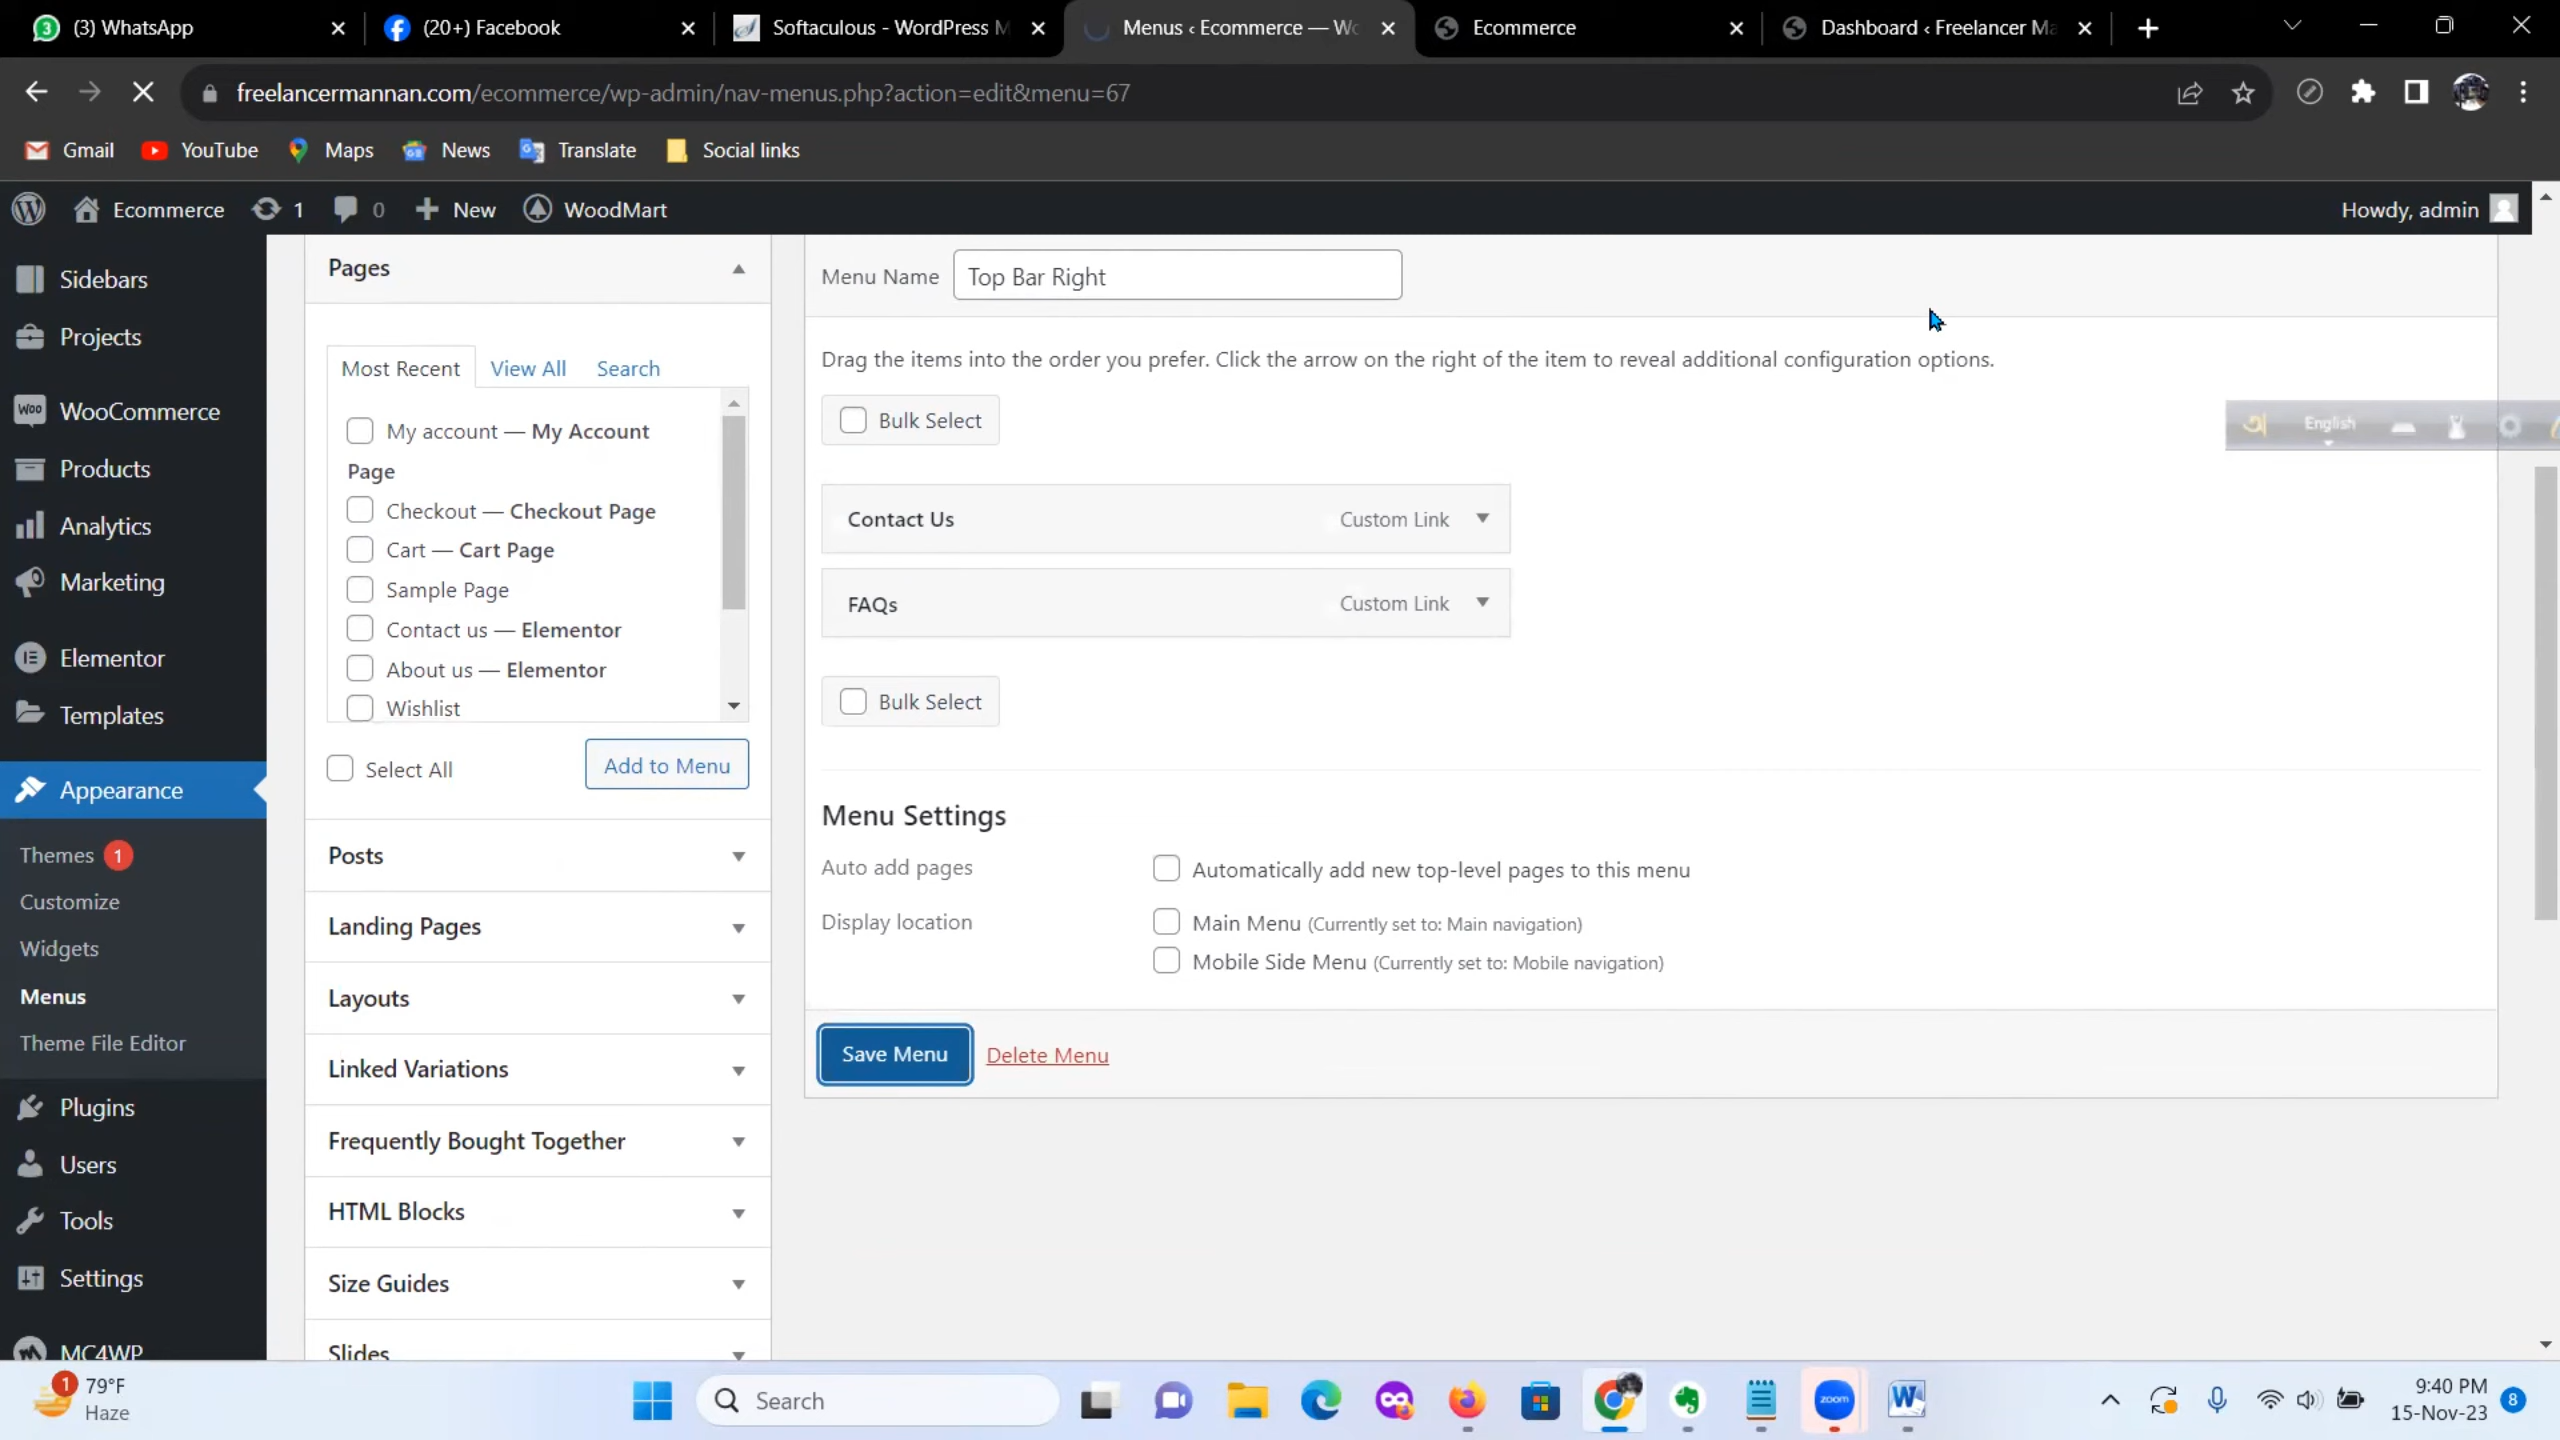 (3) WhatsApp
(20+) Facebook
Softaculous - WordPress M
Menus ‹ Ecommerce — Wo
Ecommerce
Dashboard ‹ Freelancer Ma
freelancermannan.com/ecommerce/wp-admin/nav-menus.php?action=edit&menu=67
Gmail
YouTube
Maps
News
Translate
Social links
Ecommerce
1
0
New
WoodMart
Howdy, admin
Sidebars
Projects
WooCommerce
Products
Analytics
Marketing
Elementor
Templates
Appearance
Themes 1
Customize
Widgets
Menus
Theme File Editor
Plugins
Users
Tools
Settings
MC4WP
Pages
Most Recent
View All
Search
My account — My Account
Page
Checkout — Checkout Page
Cart — Cart Page
Sample Page
Contact us — Elementor
About us — Elementor
Wishlist
Select All
Add to Menu
Posts
Landing Pages
Layouts
Linked Variations
Frequently Bought Together
HTML Blocks
Size Guides
Slides
Menu Name
Top Bar Right
Drag the items into the order you prefer. Click the arrow on the right of the item to reveal additional configuration options.
Bulk Select
Contact Us
Custom Link
FAQs
Custom Link
Bulk Select
Menu Settings
Auto add pages
Automatically add new top-level pages to this menu
Display location
Main Menu (Currently set to: Main navigation)
Mobile Side Menu (Currently set to: Mobile navigation)
Save Menu
Delete Menu
অ
English
1
79°F
Haze
Search
zoom
9:40 PM
15-Nov-23
8